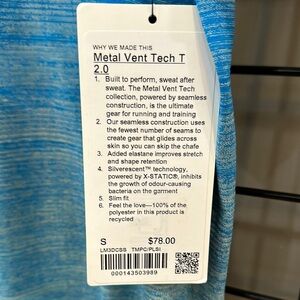 WHY WE MADE THIS
Metal Vent Tech T
2.0
1. Built to perform, sweat after
sweat. The Metal Vent Tech
collection, powered by seamless
construction, is the ultimate
gear for running and training
2. Our seamless construction uses
the fewest number of seams to
create gear that glides across
skin so you can skip the chafe
3. Added elastane improves stretch
and shape retention
4. Silverescent™ technology,
powered by X-STATIC®, inhibits
the growth of odour-causing
bacteria on the garment
5. Slim fit
6. Feel the love—100% of the
polyester in this product is
recycled
S $78.00
LM3DCSS TMPC/PLSI
000143503989